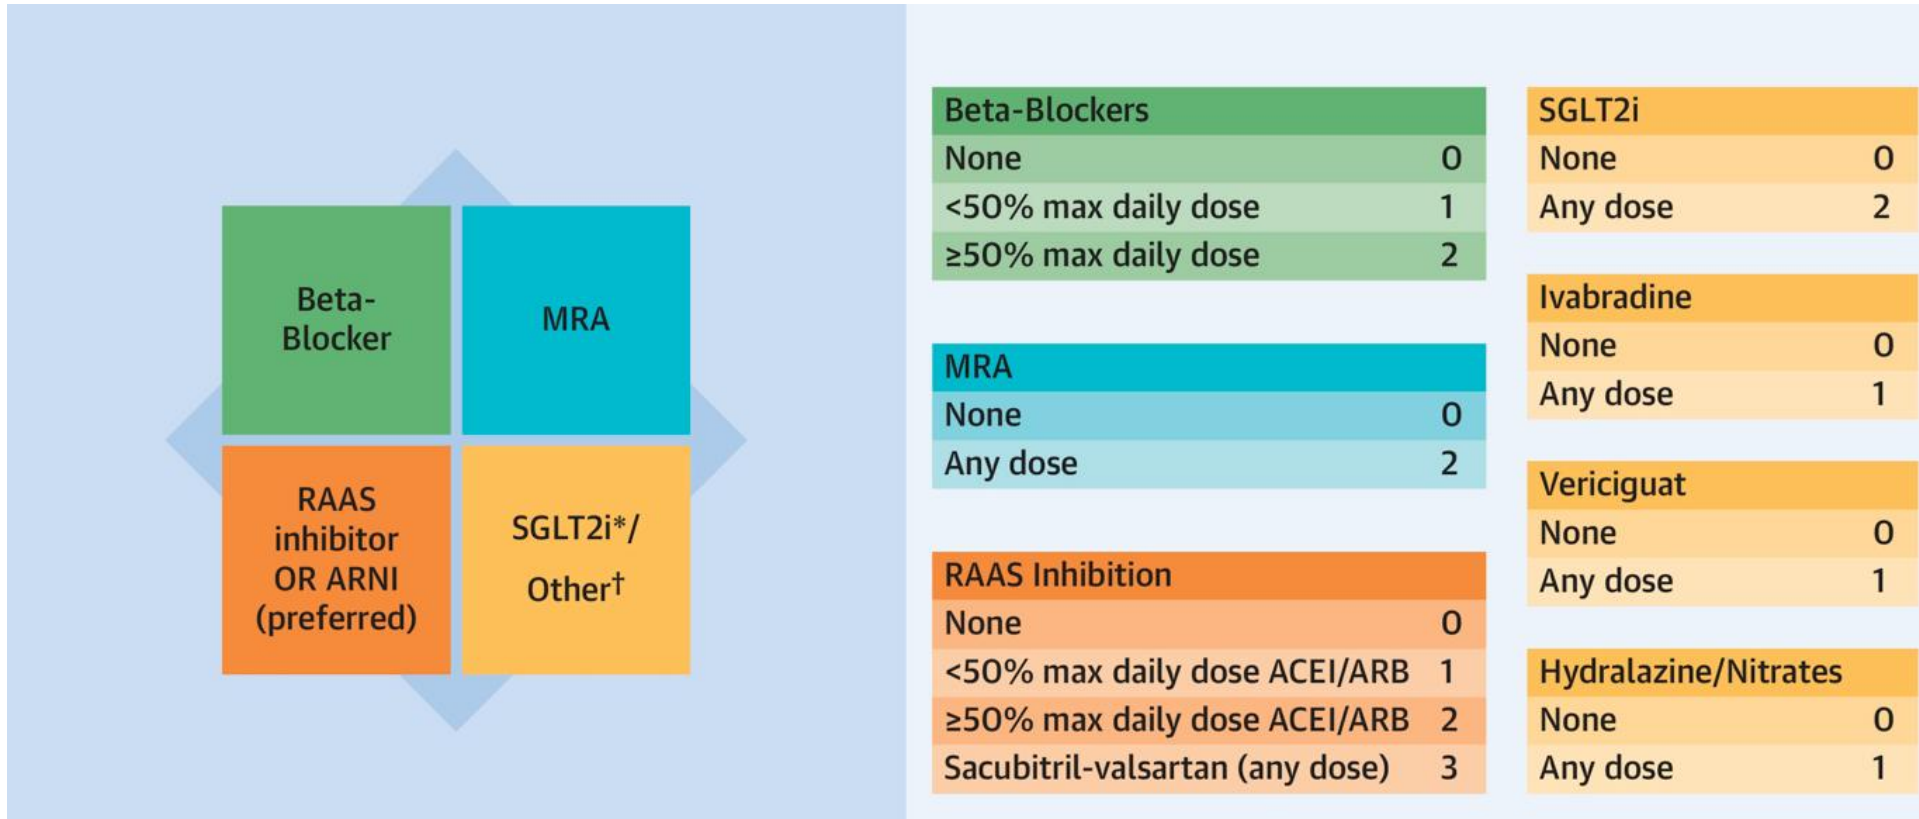 Beta-
Blocker
MRA
RAAS
inhibitor
OR ARNI
(preferred)
SGLT2i*/
Other†
Beta-Blockers
None 0
<50% max daily dose 1
≥50% max daily dose 2
MRA
None 0
Any dose 2
RAAS Inhibition
None 0
<50% max daily dose ACEI/ARB 1
≥50% max daily dose ACEI/ARB 2
Sacubitril-valsartan (any dose) 3
SGLT2i
None 0
Any dose 2
Ivabradine
None 0
Any dose 1
Vericiguat
None 0
Any dose 1
Hydralazine/Nitrates
None 0
Any dose 1